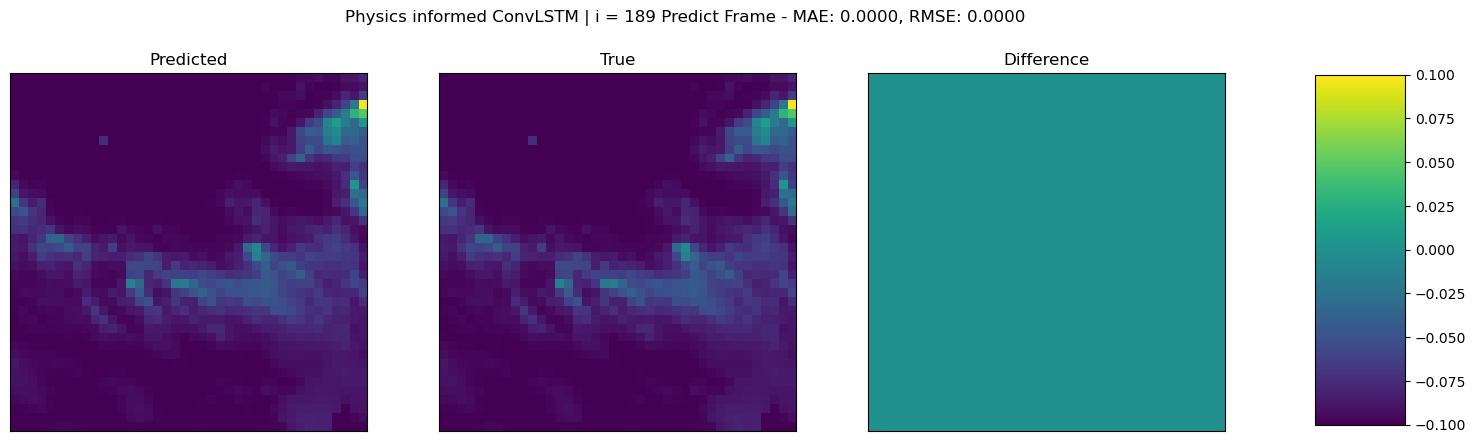 Physics informed ConvLSTM | i = 189 Predict Frame - MAE: 0.0000, RMSE: 0.0000
Predicted
True
Difference
0.100
0.075
0.050
0.025
0.000
−0.025
−0.050
−0.075
−0.100